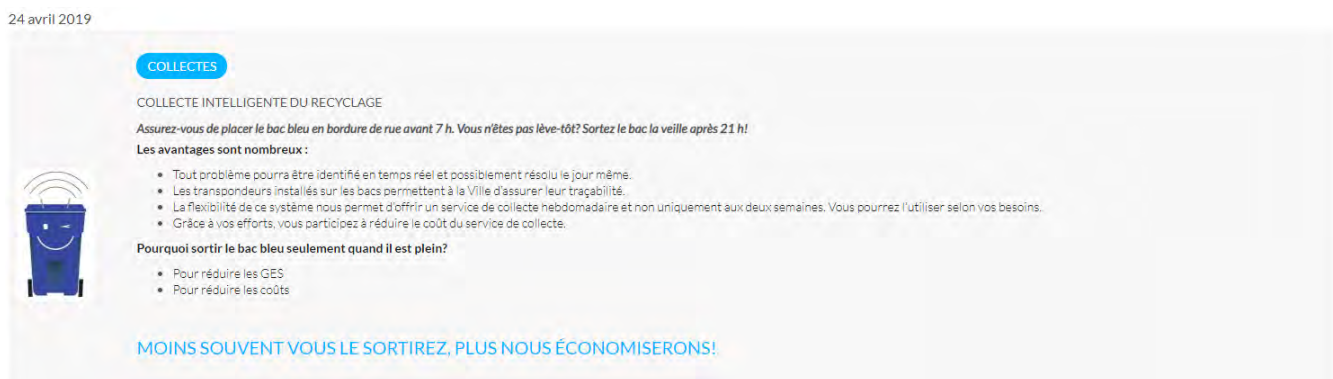 24 avril 2019
COLLECTES
COLLECTE INTELLIGENTE DU RECYCLAGE
Assurez-vous de placer le bac bleu en bordure de rue avant 7 h. Vous n'êtes pas lève-tôt? Sortez le bac la veille après 21 h!
Les avantages sont nombreux :
• Tout problème pourra être identifié en temps réel et possiblement résolu le jour même.
• Les transpondeurs installés sur les bacs permettent à la Ville d'assurer leur traçabilité.
• La flexibilité de ce système nous permet d'offrir un service de collecte hebdomadaire et non uniquement aux deux semaines. Vous pourrez l'utiliser selon vos besoins.
• Grâce à vos efforts, vous participez à réduire le coût du service de collecte.
Pourquoi sortir le bac bleu seulement quand il est plein?
• Pour réduire les GES
• Pour réduire les coûts
MOINS SOUVENT VOUS LE SORTIREZ, PLUS NOUS ÉCONOMISERONS!